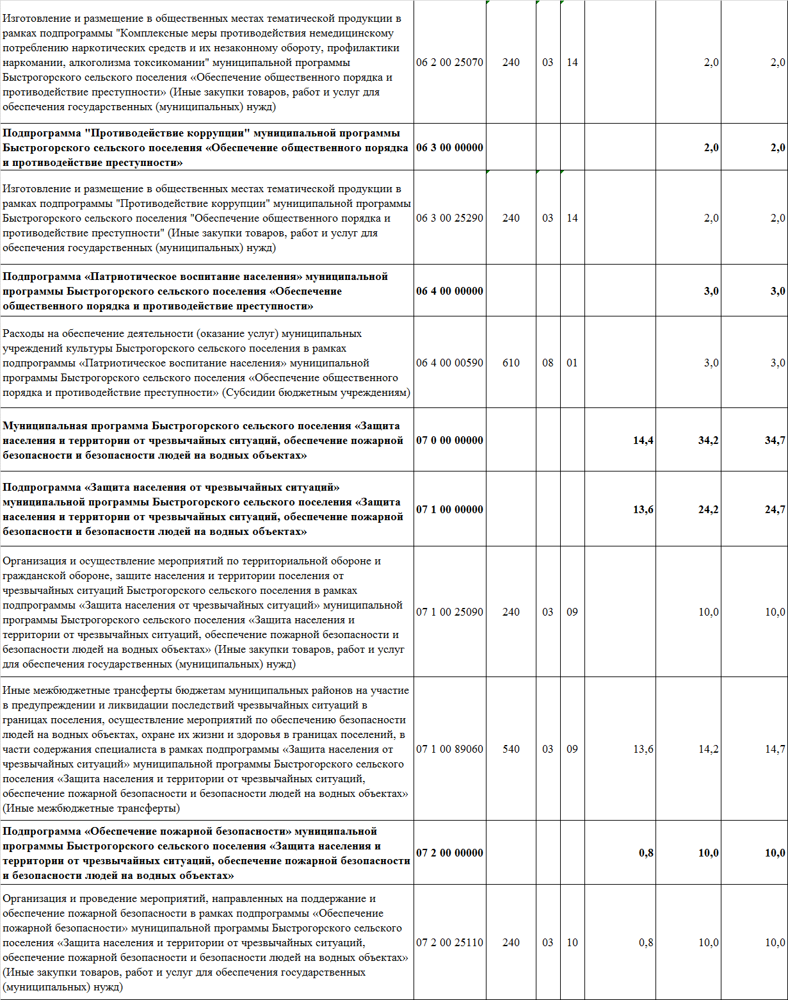 Изготовление и размещение в общественных местах тематической продукции в
рамках подпрограммы "Комплексные меры противодействия немедицинскому
потреблению наркотических средств и их незаконному обороту, профилактики
наркомании, алкоголизма токсикомании" муниципальной программы
Быстрогорского сельского поселения «Обеспечение общественного порядка и
противодействие преступности» (Иные закупки товаров, работ и услуг для
обеспечения государственных (муниципальных) нужд)
06 2 00 25070 240 03 14 2,0 2,0
Подпрограмма "Противодействие коррупции" муниципальной программы
Быстрогорского сельского поселения «Обеспечение общественного порядка
и противодействие преступности»
06 3 00 00000 2,0 2,0
Изготовление и размещение в общественных местах тематической продукции в
рамках подпрограммы "Противодействие коррупции" муниципальной программы
Быстрогорского сельского поселения "Обеспечение общественного порядка и
противодействие преступности" (Иные закупки товаров, работ и услуг для
обеспечения государственных (муниципальных) нужд)
06 3 00 25290 240 03 14 2,0 2,0
Подпрограмма «Патриотическое воспитание населения» муниципальной
программы Быстрогорского сельского поселения «Обеспечение
общественного порядка и противодействие преступности»
06 4 00 00000 3,0 3,0
Расходы на обеспечение деятельности (оказание услуг) муниципальных
учреждений культуры Быстрогорского сельского поселения в рамках
подпрограммы «Патриотическое воспитание населения» муниципальной
программы Быстрогорского сельского поселения «Обеспечение общественного
порядка и противодействие преступности» (Субсидии бюджетным учреждениям)
06 4 00 00590 610 08 01 3,0 3,0
Муниципальная программа Быстрогорского сельского поселения «Защита
населения и территории от чрезвычайных ситуаций, обеспечение пожарной
безопасности и безопасности людей на водных объектах»
07 0 00 00000 14,4 34,2 34,7
Подпрограмма «Защита населения от чрезвычайных ситуаций»
муниципальной программы Быстрогорского сельского поселения «Защита
населения и территории от чрезвычайных ситуаций, обеспечение пожарной
безопасности и безопасности людей на водных объектах»
07 1 00 00000 13,6 24,2 24,7
Организация и осуществление мероприятий по территориальной обороне и
гражданской обороне, защите населения и территории поселения от
чрезвычайных ситуаций Быстрогорского сельского поселения в рамках
подпрограммы «Защита населения от чрезвычайных ситуаций» муниципальной
программы Быстрогорского сельского поселения «Защита населения и
территории от чрезвычайных ситуаций, обеспечение пожарной безопасности и
безопасности людей на водных объектах» (Иные закупки товаров, работ и услуг
для обеспечения государственных (муниципальных) нужд)
07 1 00 25090 240 03 09 10,0 10,0
Иные межбюджетные трансферты бюджетам муниципальных районов на участие
в предупреждении и ликвидации последствий чрезвычайных ситуаций в
границах поселения, осуществление мероприятий по обеспечению безопасности
людей на водных объектах, охране их жизни и здоровья в границах поселений, в
части содержания специалиста в рамках подпрограммы «Защита населения от
чрезвычайных ситуаций» муниципальной программы Быстрогорского сельского
поселения «Защита населения и территории от чрезвычайных ситуаций,
обеспечение пожарной безопасности и безопасности людей на водных объектах»
(Иные межбюджетные трансферты)
07 1 00 89060 540 03 09 13,6 14,2 14,7
Подпрограмма «Обеспечение пожарной безопасности» муниципальной
программы Быстрогорского сельского поселения «Защита населения и
территории от чрезвычайных ситуаций, обеспечение пожарной безопасности
и безопасности людей на водных объектах»
07 2 00 00000 0,8 10,0 10,0
Организация и проведение мероприятий, направленных на поддержание и
обеспечение пожарной безопасности в рамках подпрограммы «Обеспечение
пожарной безопасности» муниципальной программы Быстрогорского сельского
поселения «Защита населения и территории от чрезвычайных ситуаций,
обеспечение пожарной безопасности и безопасности людей на водных объектах»
(Иные закупки товаров, работ и услуг для обеспечения государственных
(муниципальных) нужд)
07 2 00 25110 240 03 10 0,8 10,0 10,0